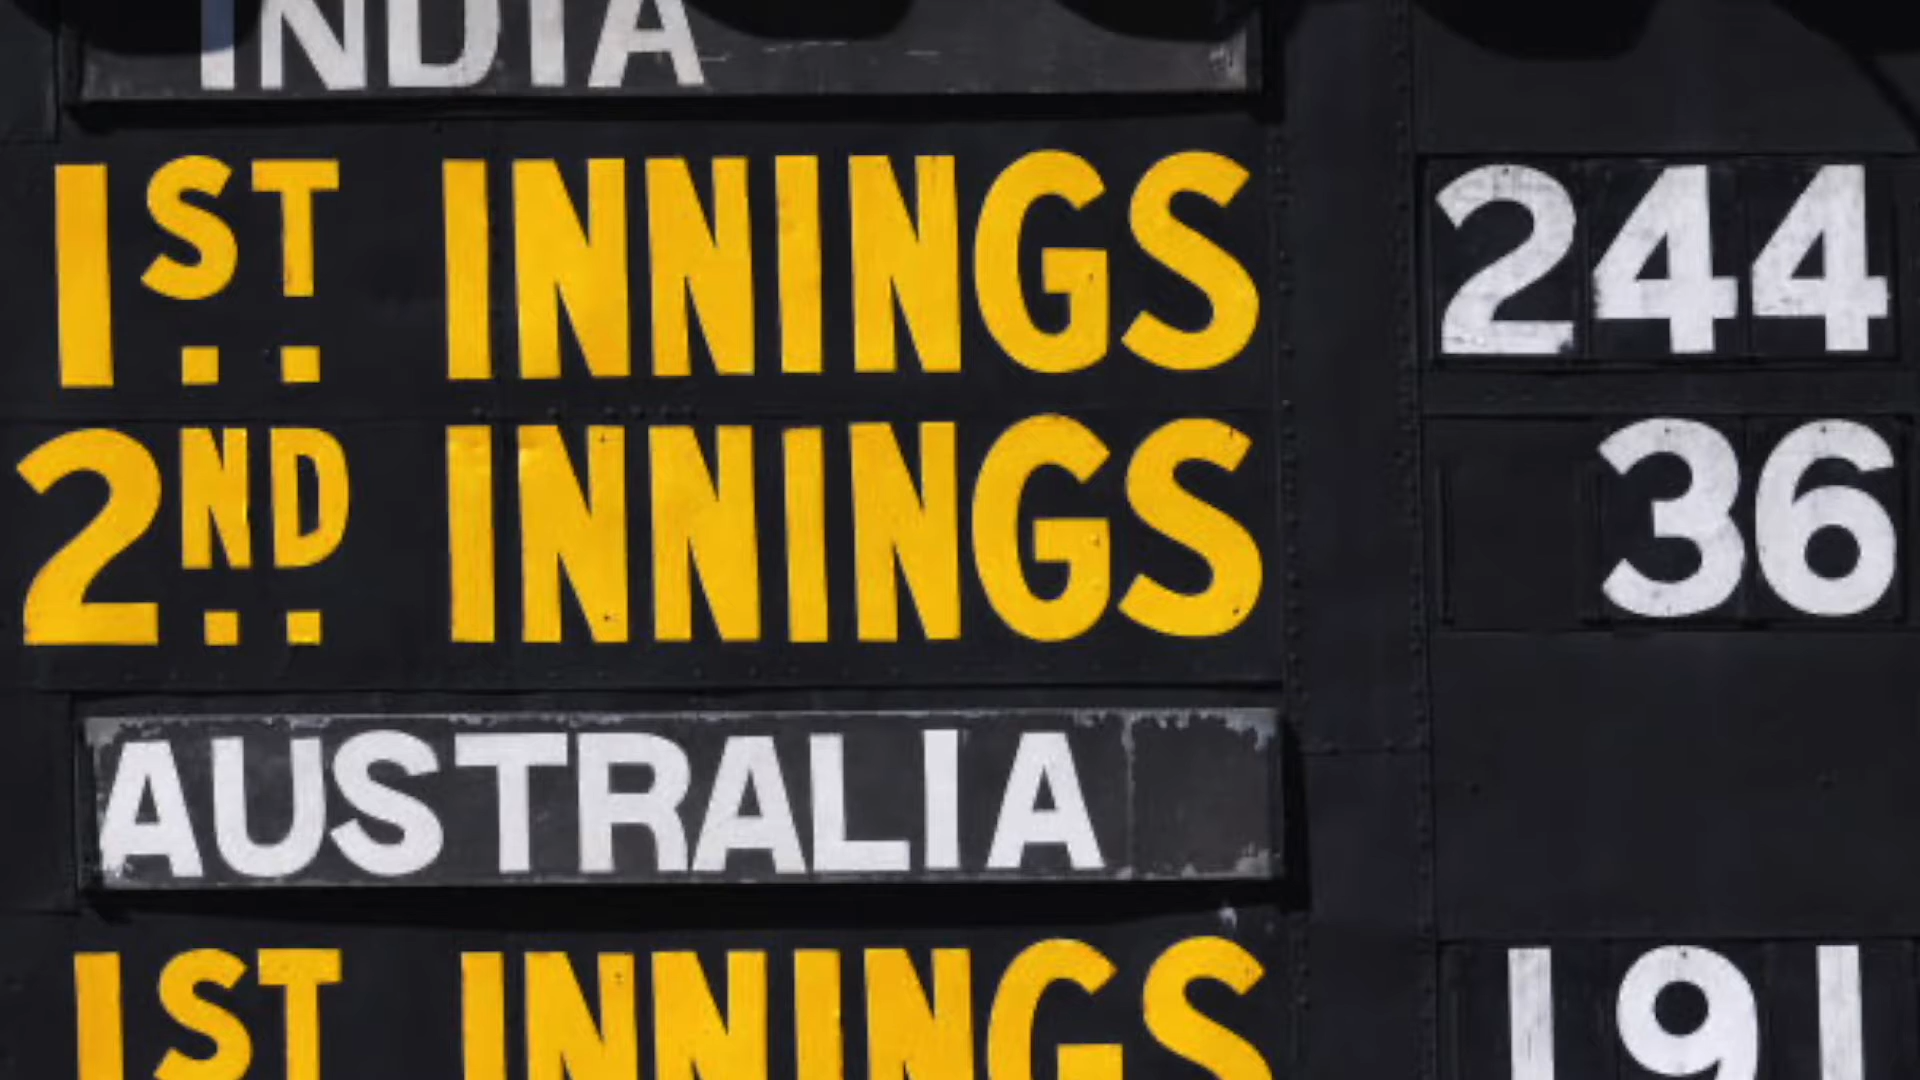 INDIA
1ST INNINGS 244
2ND INNINGS 36
AUSTRALIA
1ST INNINGS 191